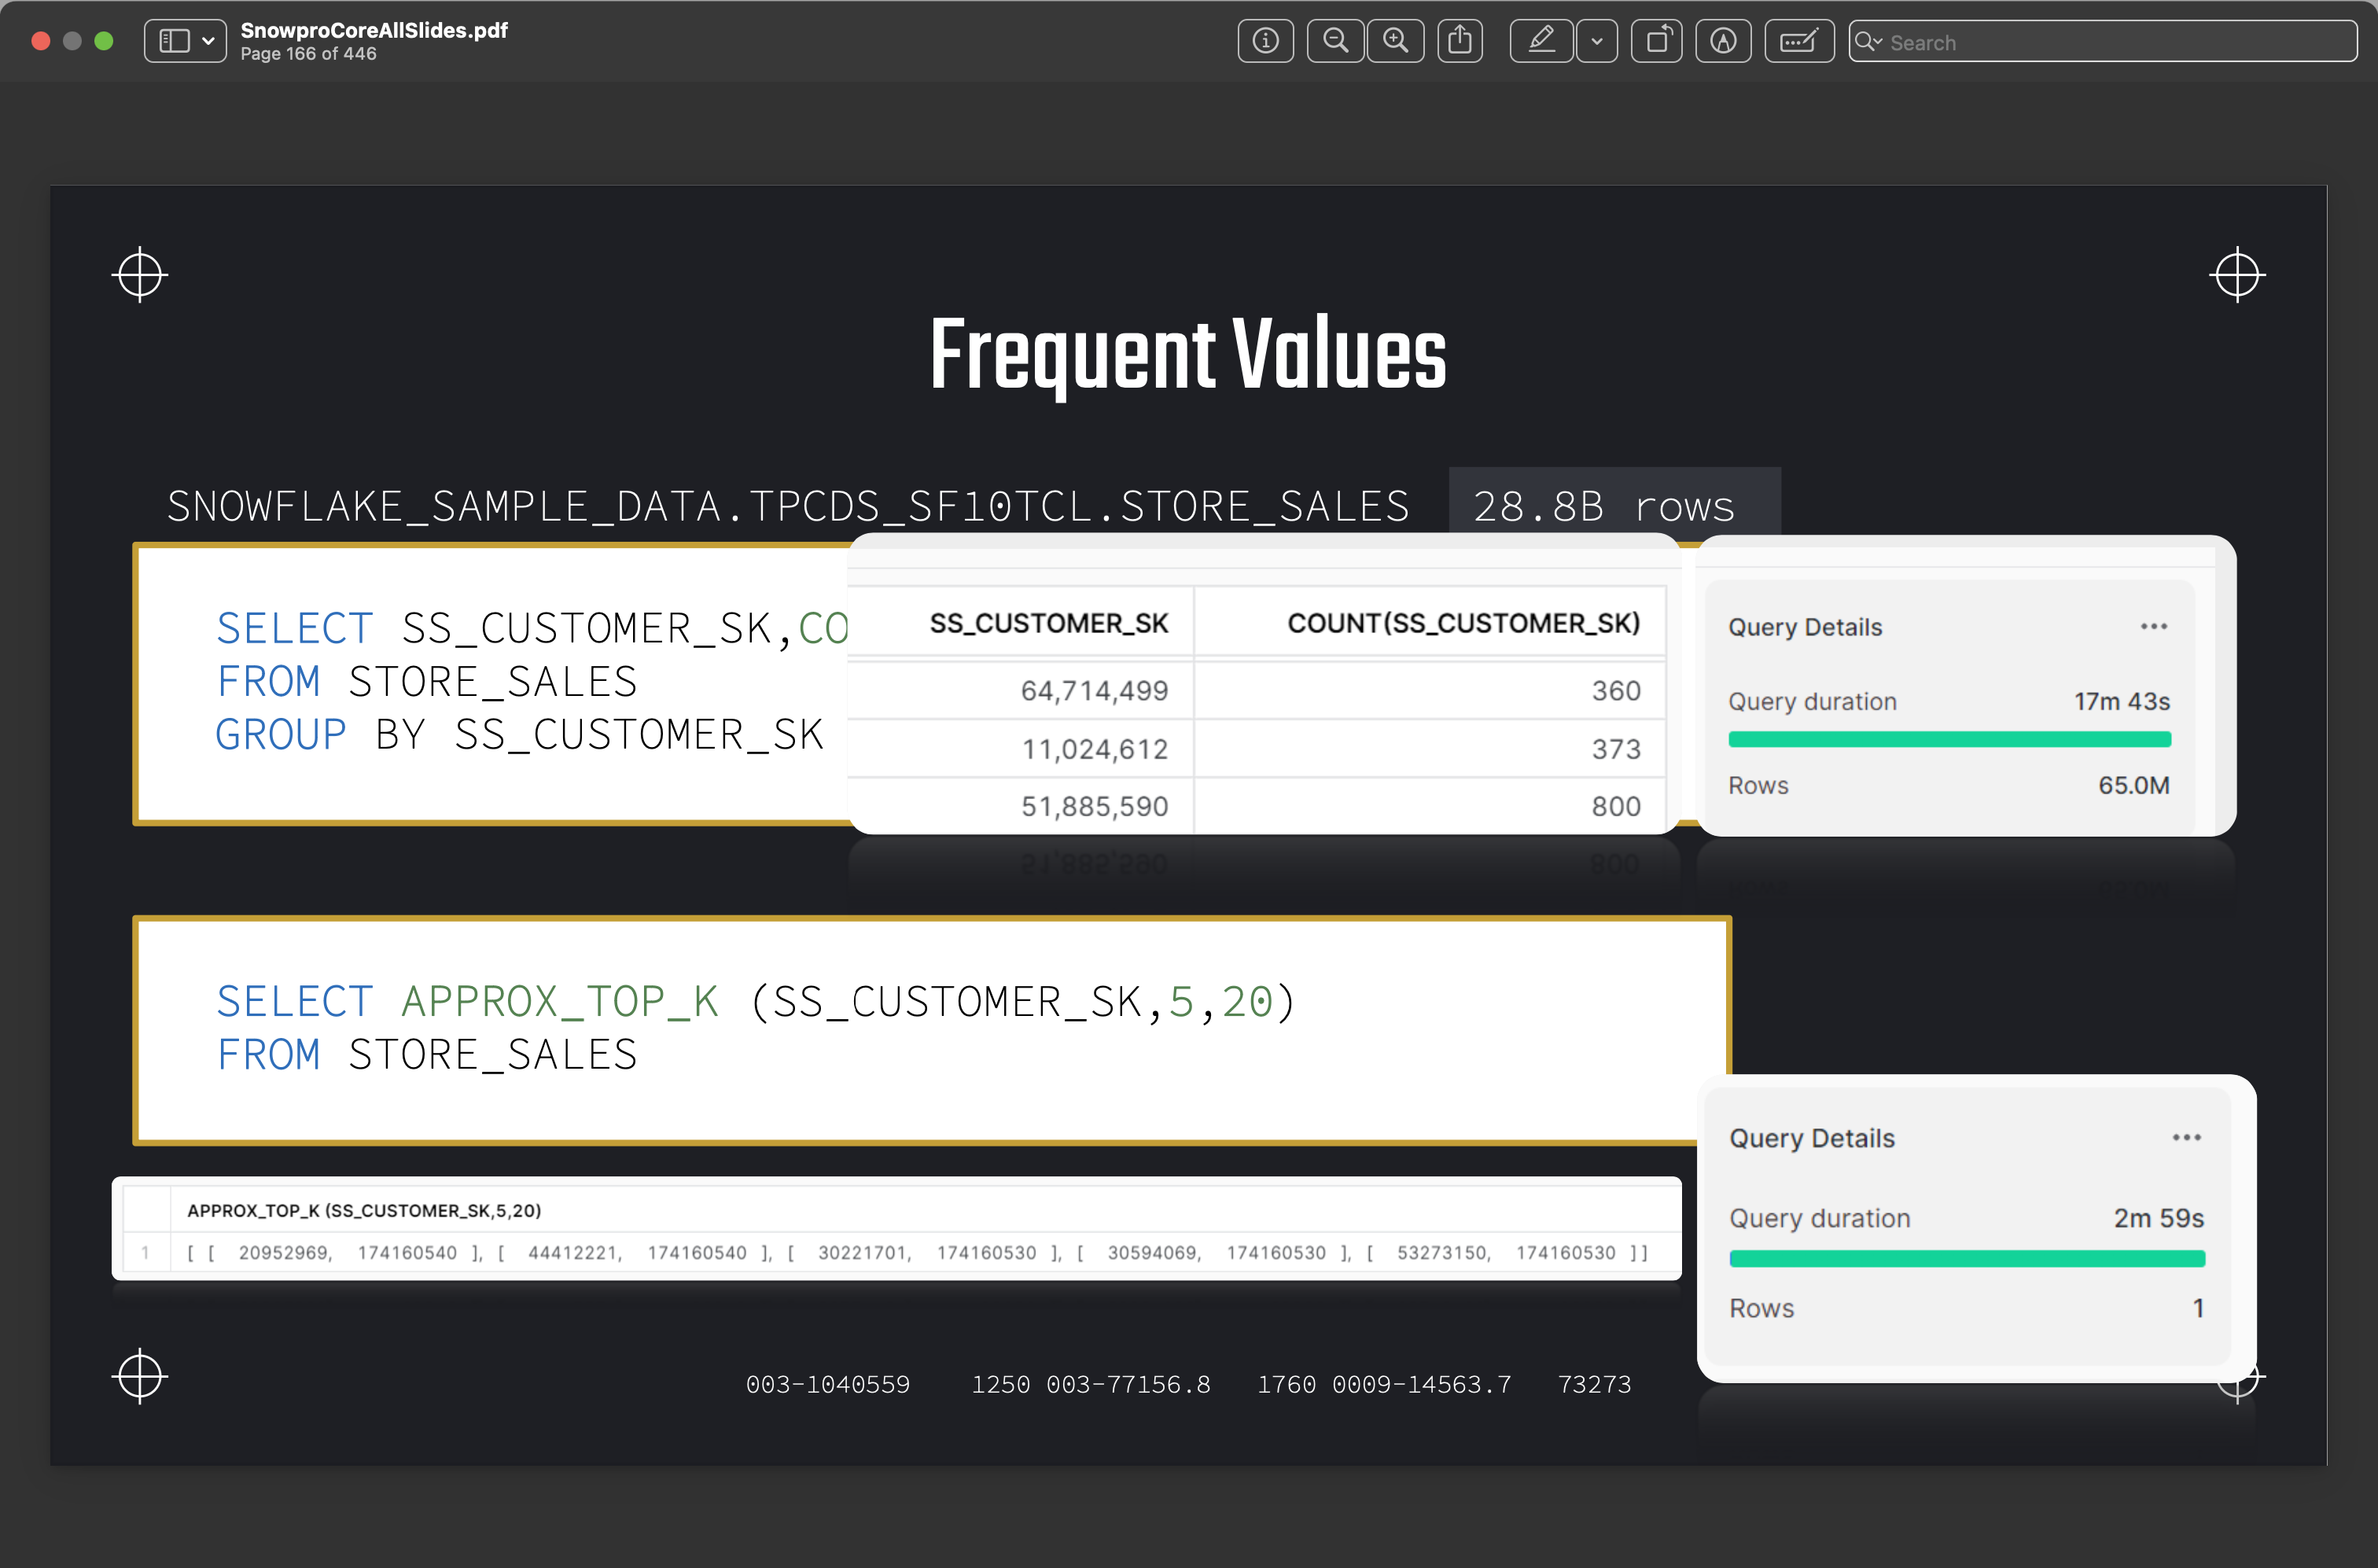 SnowproCoreAllSlides.pdf
Page 166 of 446
Search
Frequent Values
SNOWFLAKE_SAMPLE_DATA.TPCDS_SF10TCL.STORE_SALES 28.8B rows
SELECT SS_CUSTOMER_SK,CO
FROM STORE_SALES
GROUP BY SS_CUSTOMER_SK
SS_CUSTOMER_SK COUNT(SS_CUSTOMER_SK)
64,714,499 360
11,024,612 373
51,885,590 800
Query Details
Query duration 17m 43s
Rows 65.0M
SELECT APPROX_TOP_K (SS_CUSTOMER_SK,5,20)
FROM STORE_SALES
APPROX_TOP_K (SS_CUSTOMER_SK,5,20)
1 [ [ 20952969, 174160540 ], [ 44412221, 174160540 ], [ 30221701, 174160530 ], [ 30594069, 174160530 ], [ 53273150, 174160530 ] ]
Query Details
Query duration 2m 59s
Rows 1
003-1040559 1250 003-77156.8 1760 0009-14563.7 73273